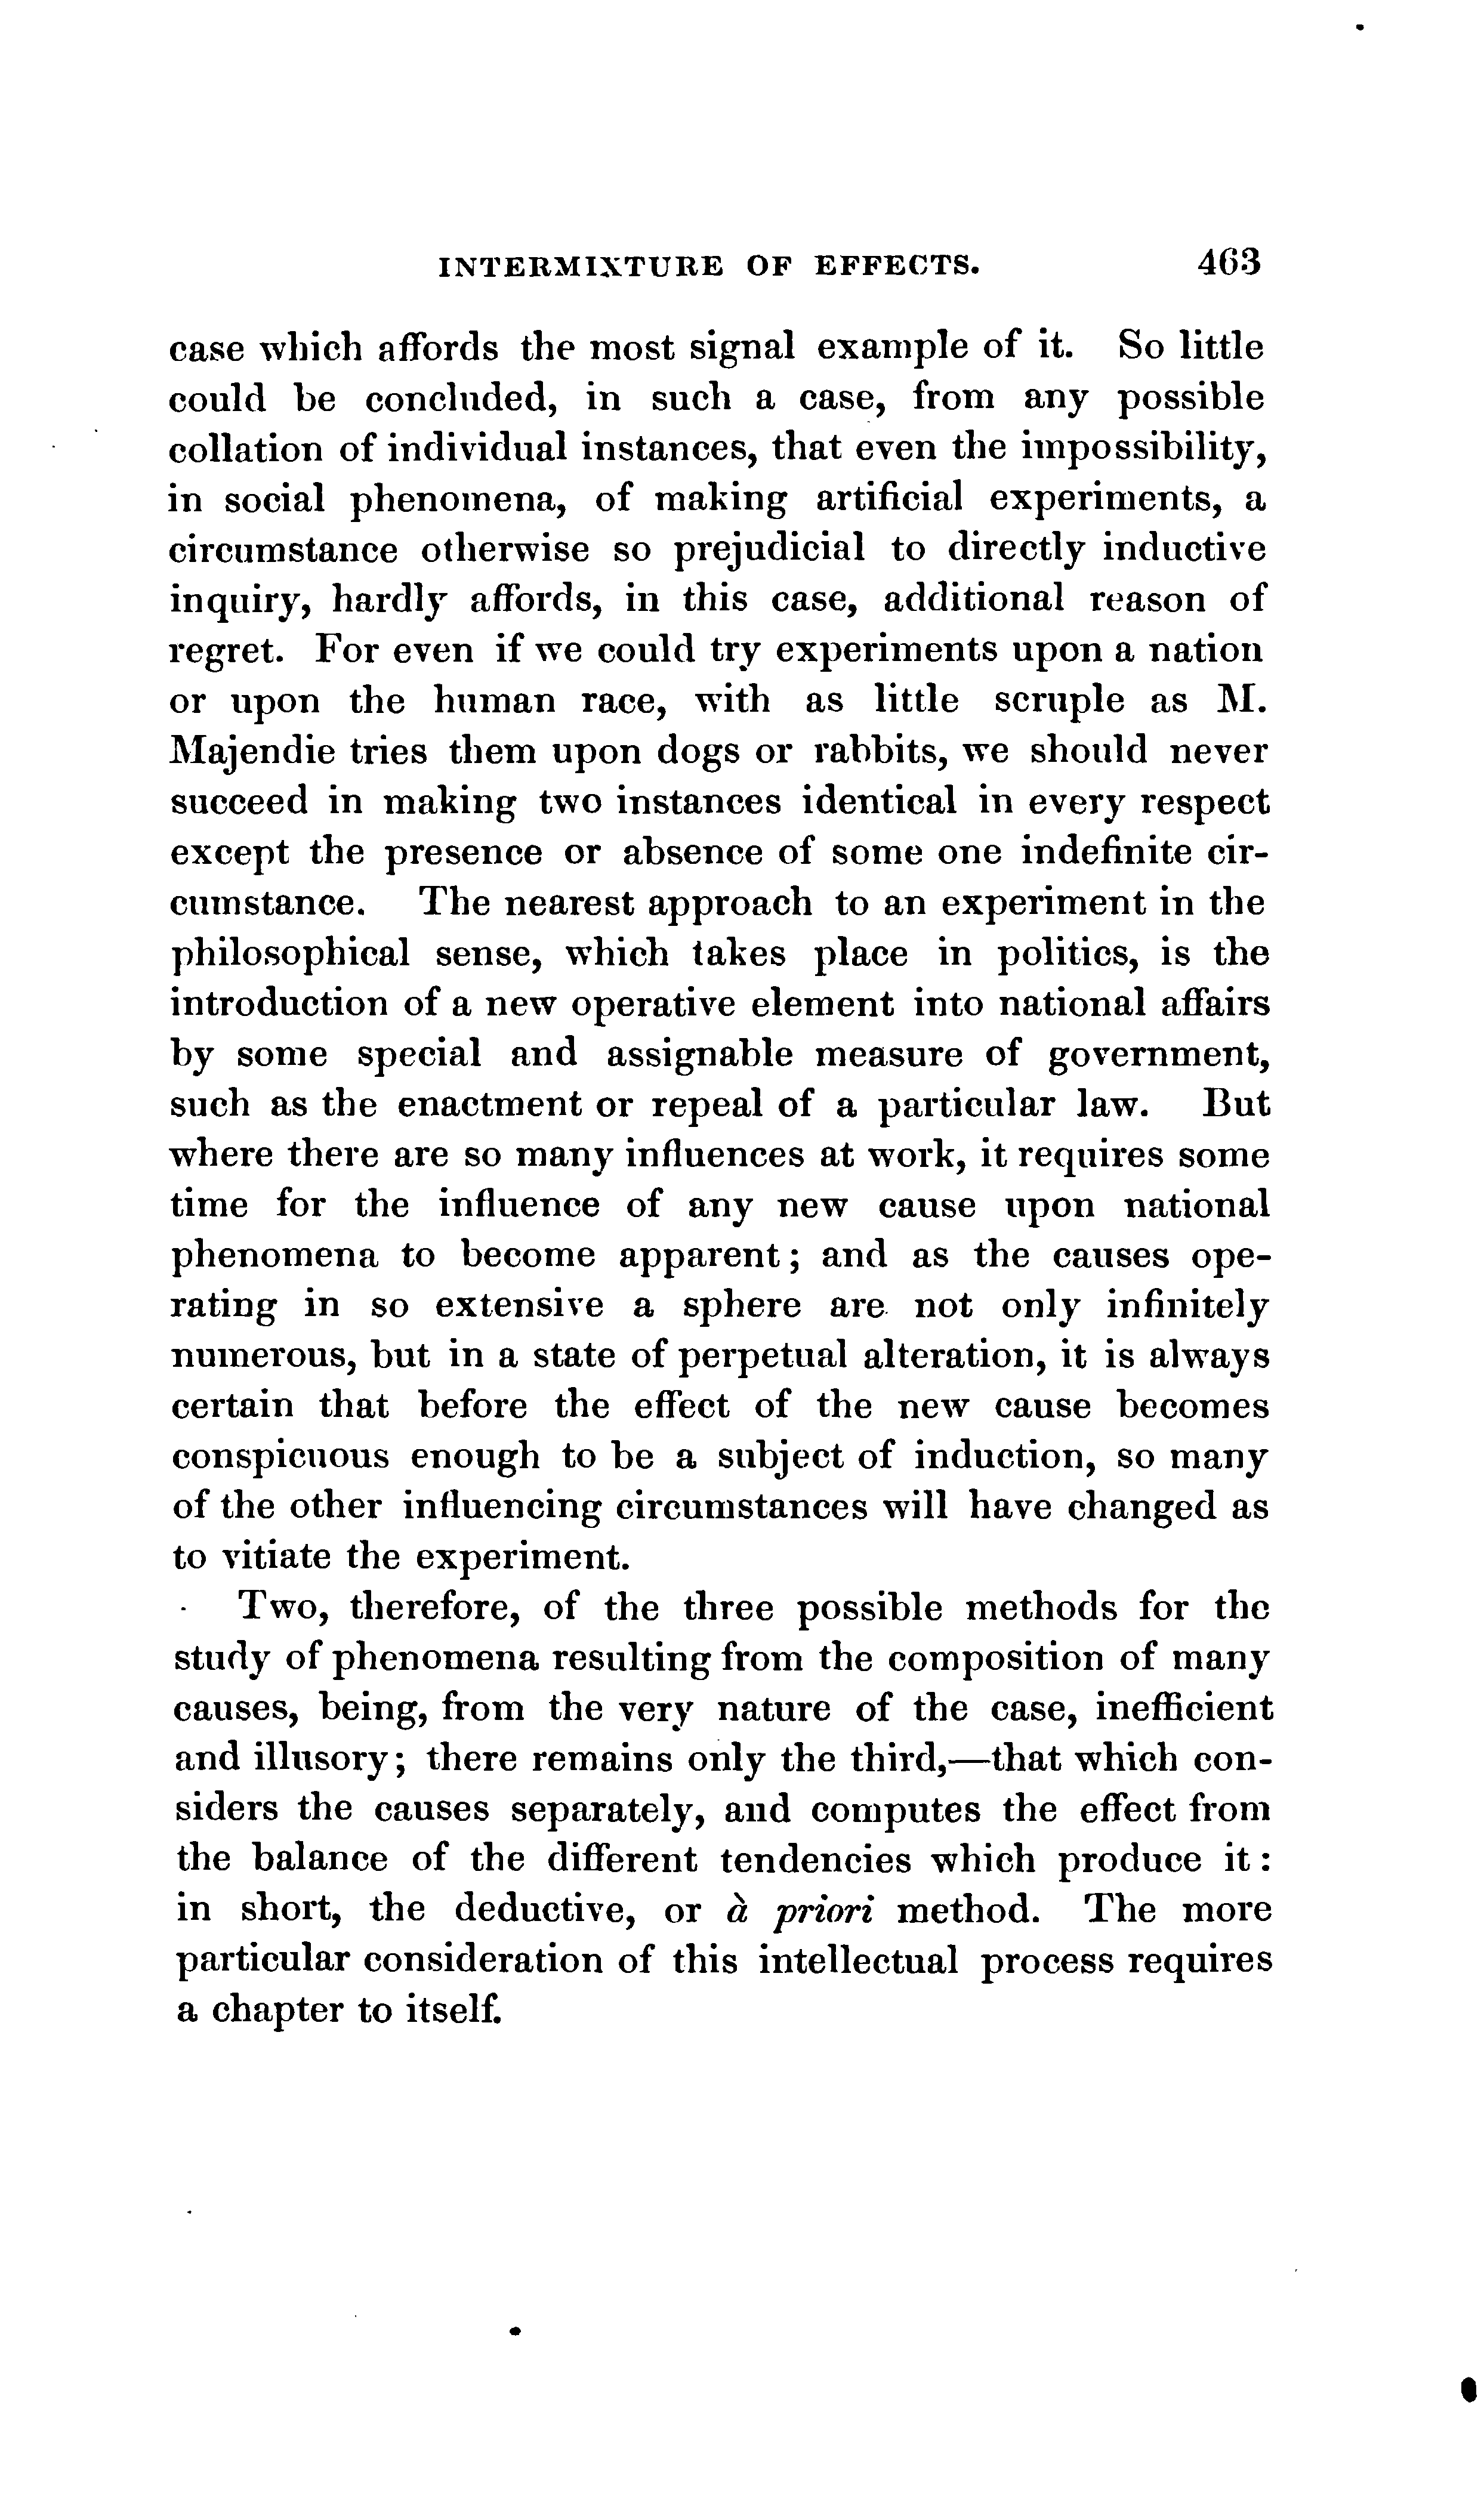 INTERMIXTURE OF EFFECTS. 463
case which affords the most signal example of it. So little
could be concluded, in such a case, from any possible
collation of individual instances, that even the impossibility,
in social phenomena, of making artificial experiments, a
circumstance otherwise so prejudicial to directly inductive
inquiry, hardly affords, in this case, additional reason of
regret. For even if we could try experiments upon a nation
or upon the human race, with as little scruple as M.
Majendie tries them upon dogs or rabbits, we should never
succeed in making two instances identical in every respect
except the presence or absence of some one indefinite cir-
cumstance. The nearest approach to an experiment in the
philosophical sense, which takes place in politics, is the
introduction of a new operative element into national affairs
by some special and assignable measure of government,
such as the enactment or repeal of a particular law. But
where there are so many influences at work, it requires some
time for the influence of any new cause upon national
phenomena to become apparent; and as the causes ope-
rating in so extensive a sphere are not only infinitely
numerous, but in a state of perpetual alteration, it is always
certain that before the effect of the new cause becomes
conspicuous enough to be a subject of induction, so many
of the other influencing circumstances will have changed as
to vitiate the experiment.
Two, therefore, of the three possible methods for the
study of phenomena resulting from the composition of many
causes, being, from the very nature of the case, inefficient
and illusory; there remains only the third,—that which con-
siders the causes separately, and computes the effect from
the balance of the different tendencies which produce it:
in short, the deductive, or à priori method. The more
particular consideration of this intellectual process requires
a chapter to itself.